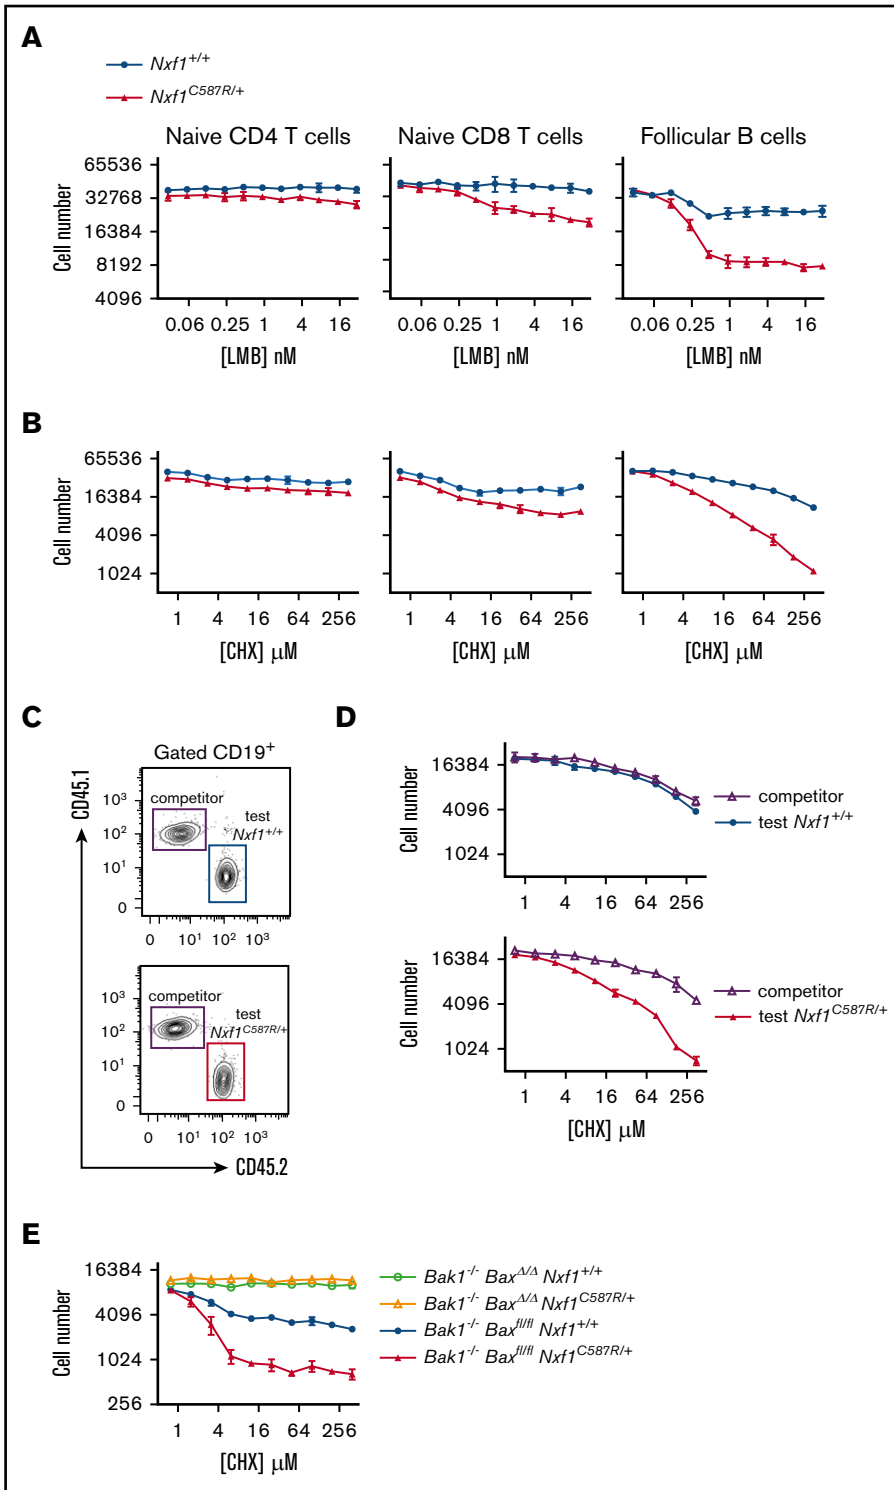 A
Nxf1+/+
Nxf1C587R/+
Naive CD4 T cells
Naive CD8 T cells
Follicular B cells
Cell number
65536
32768
16384
8192
4096
0.06 0.25 1 4 16
0.06 0.25 1 4 16
0.06 0.25 1 4 16
[LMB] nM
[LMB] nM
[LMB] nM
B
Cell number
65536
16384
4096
1024
1 4 16 64 256
1 4 16 64 256
1 4 16 64 256
[CHX] µM
[CHX] µM
[CHX] µM
C
Gated CD19+
CD45.1
10³
10²
10¹
0
competitor
test
Nxf1+/+
0 10¹ 10² 10³
10³
10²
10¹
0
competitor
test
Nxf1C587R/+
0 10¹ 10² 10³
CD45.2
D
Cell number
16384
4096
1024
competitor
test Nxf1+/+
1 4 16 64 256
Cell number
16384
4096
1024
competitor
test Nxf1C587R/+
1 4 16 64 256
[CHX] µM
E
Cell number
16384
4096
1024
256
1 4 16 64 256
[CHX] µM
Bak1-/- BaxΔ/Δ Nxf1+/+
Bak1-/- BaxΔ/Δ Nxf1C587R/+
Bak1-/- Baxfl/fl Nxf1+/+
Bak1-/- Baxfl/fl Nxf1C587R/+